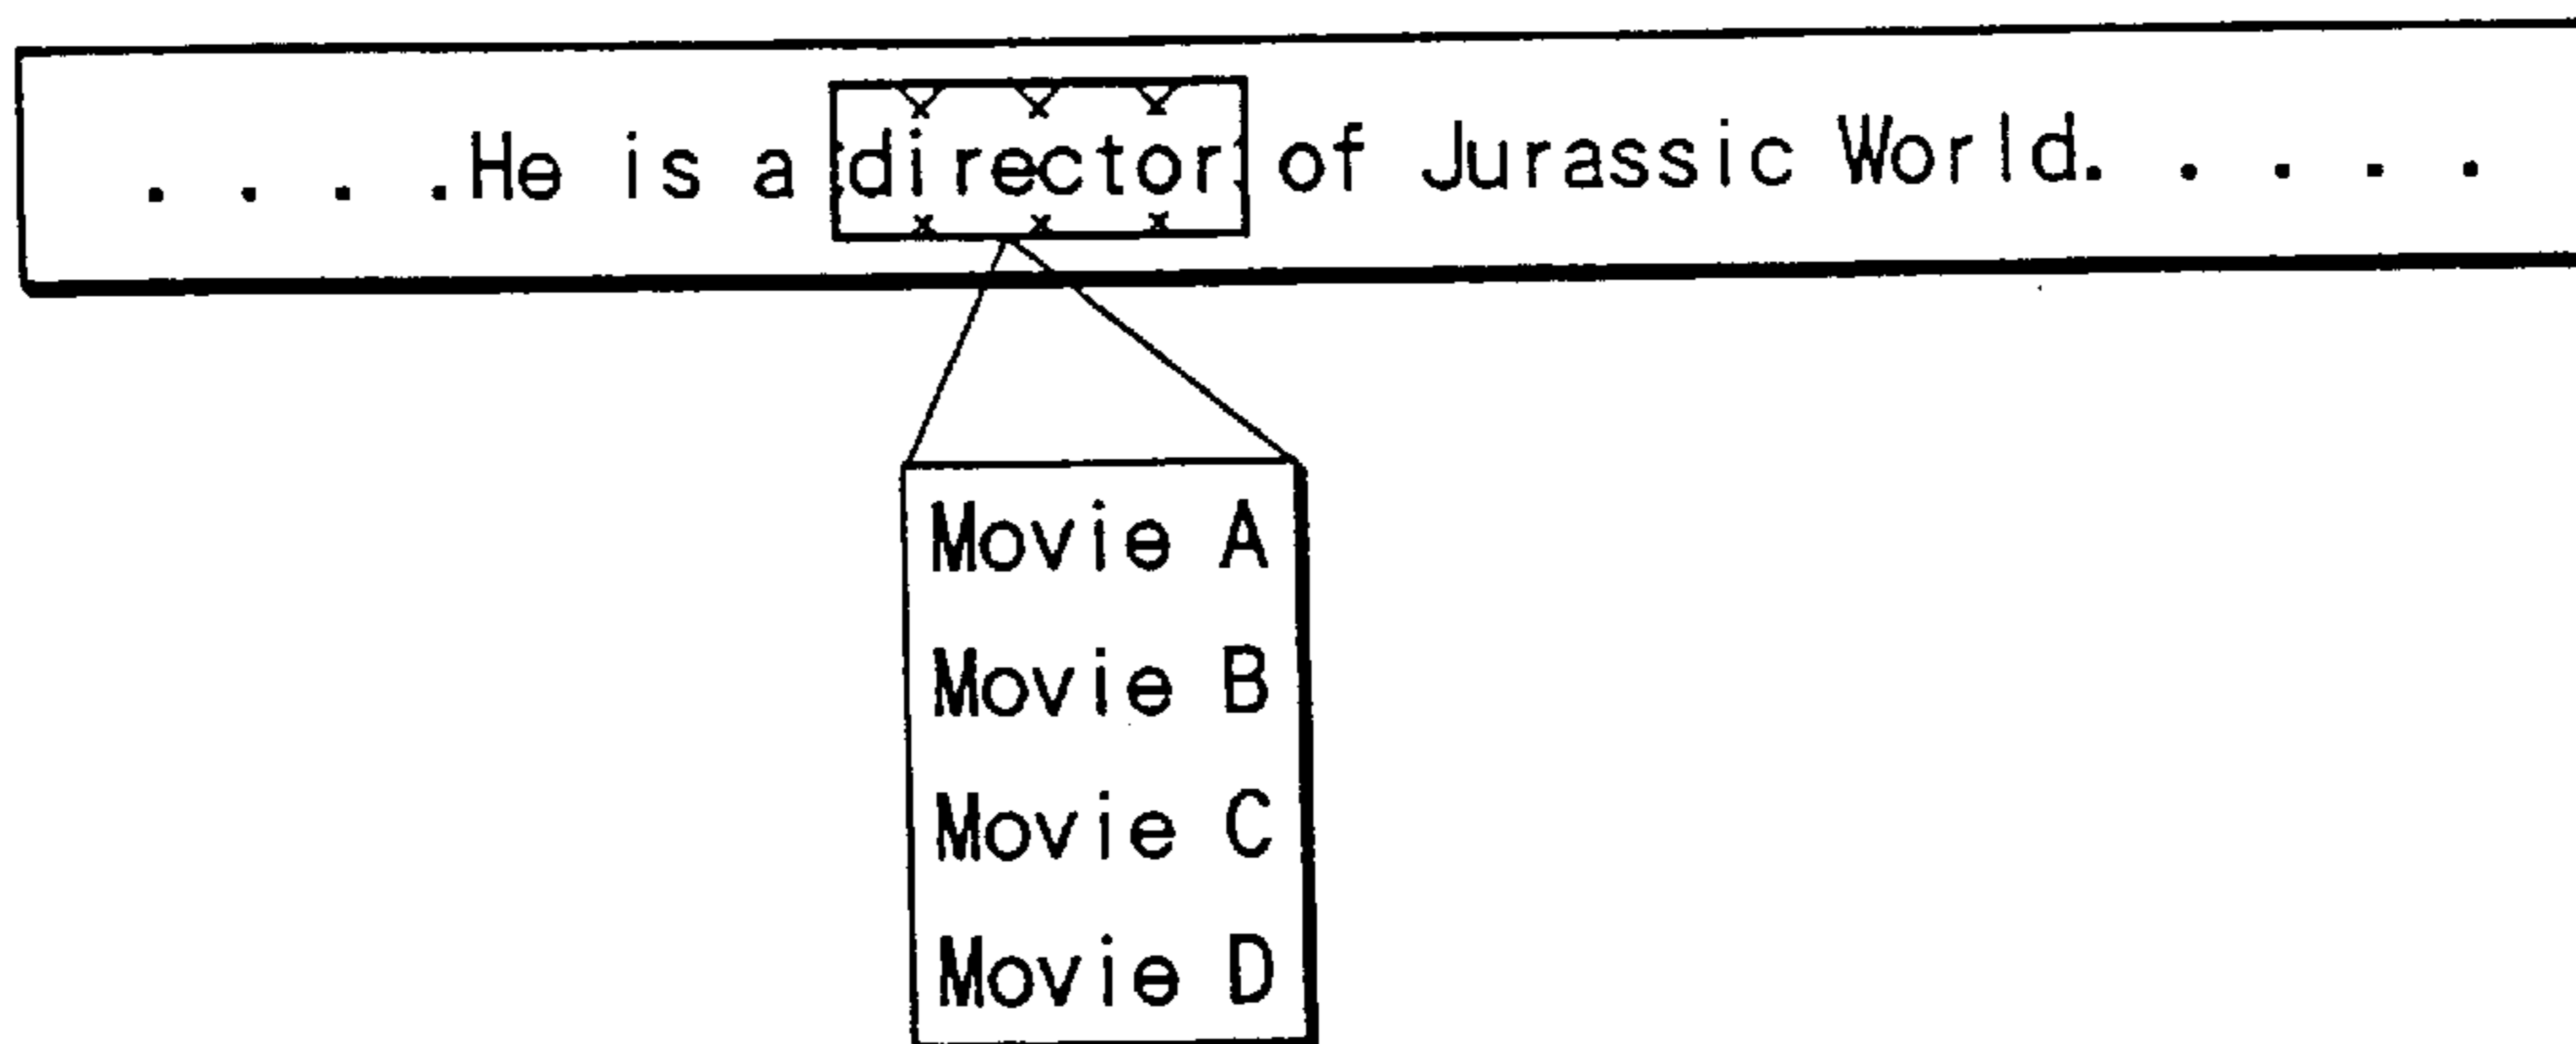 . . . .He is a director of Jurassic World. . . . .
Movie A
Movie B
Movie C
Movie D